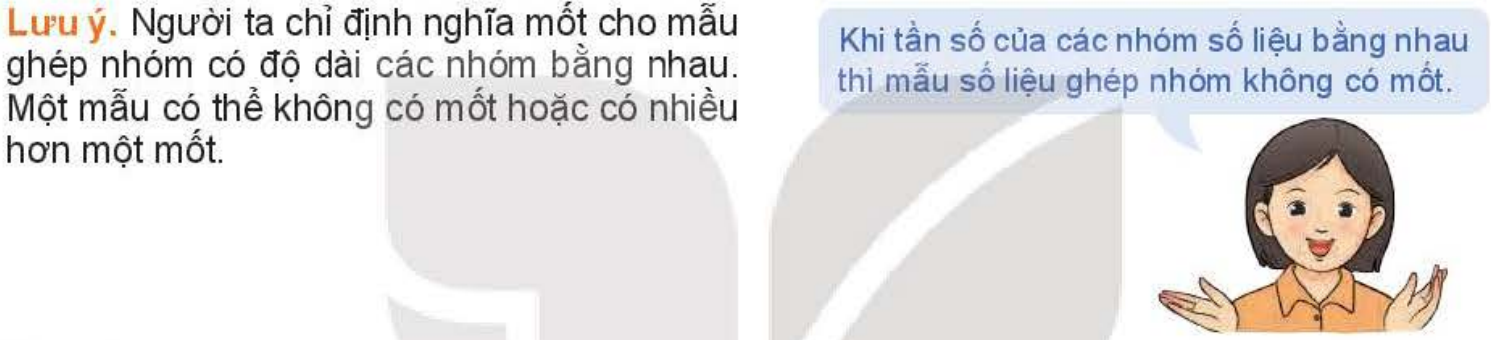 Lưu ý. Người ta chỉ định nghĩa mốt cho mẫu
ghép nhóm có độ dài các nhóm bằng nhau.
Một mẫu có thể không có mốt hoặc có nhiều
hơn một mốt.
Khi tần số của các nhóm số liệu bằng nhau
thì mẫu số liệu ghép nhóm không có mốt.